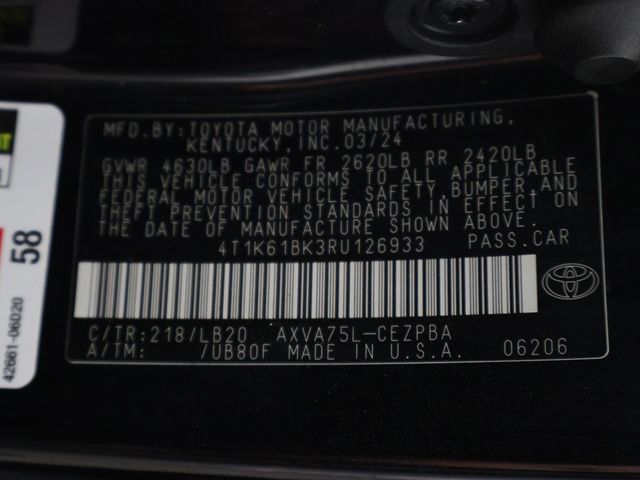 MFD.BY:TOYOTA MOTOR MANUFACTURING,
KENTUCKY,INC.03/24
GVWR 4630LB GAWR FR 2620LB RR 2420LB
THIS VEHICLE CONFORMS TO ALL APPLICABLE
FEDERAL MOTOR VEHICLE SAFETY,BUMPER,AND
THEFT PREVENTION STANDARDS IN EFFECT ON
THE DATE OF MANUFACTURE SHOWN ABOVE.
4T1K61BK3RU126933 PASS.CAR
C/TR:218/LB20 AXVA75L-CEZPBA
A/TM: /UB80F MADE IN U.S.A. 06206
58
42661-06D20